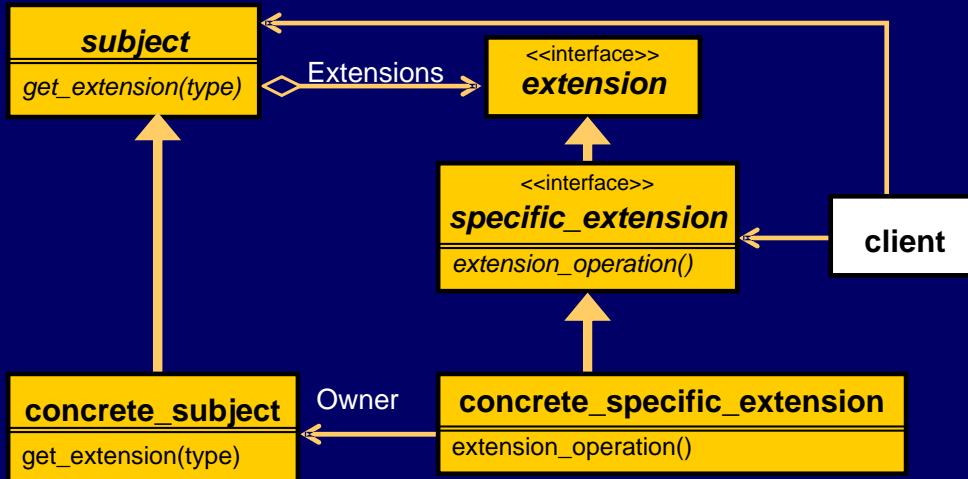 subject
get_extension(type)
Extensions
<<interface>>
extension
<<interface>>
specific_extension
extension_operation()
client
concrete_subject
get_extension(type)
Owner
concrete_specific_extension
extension_operation()